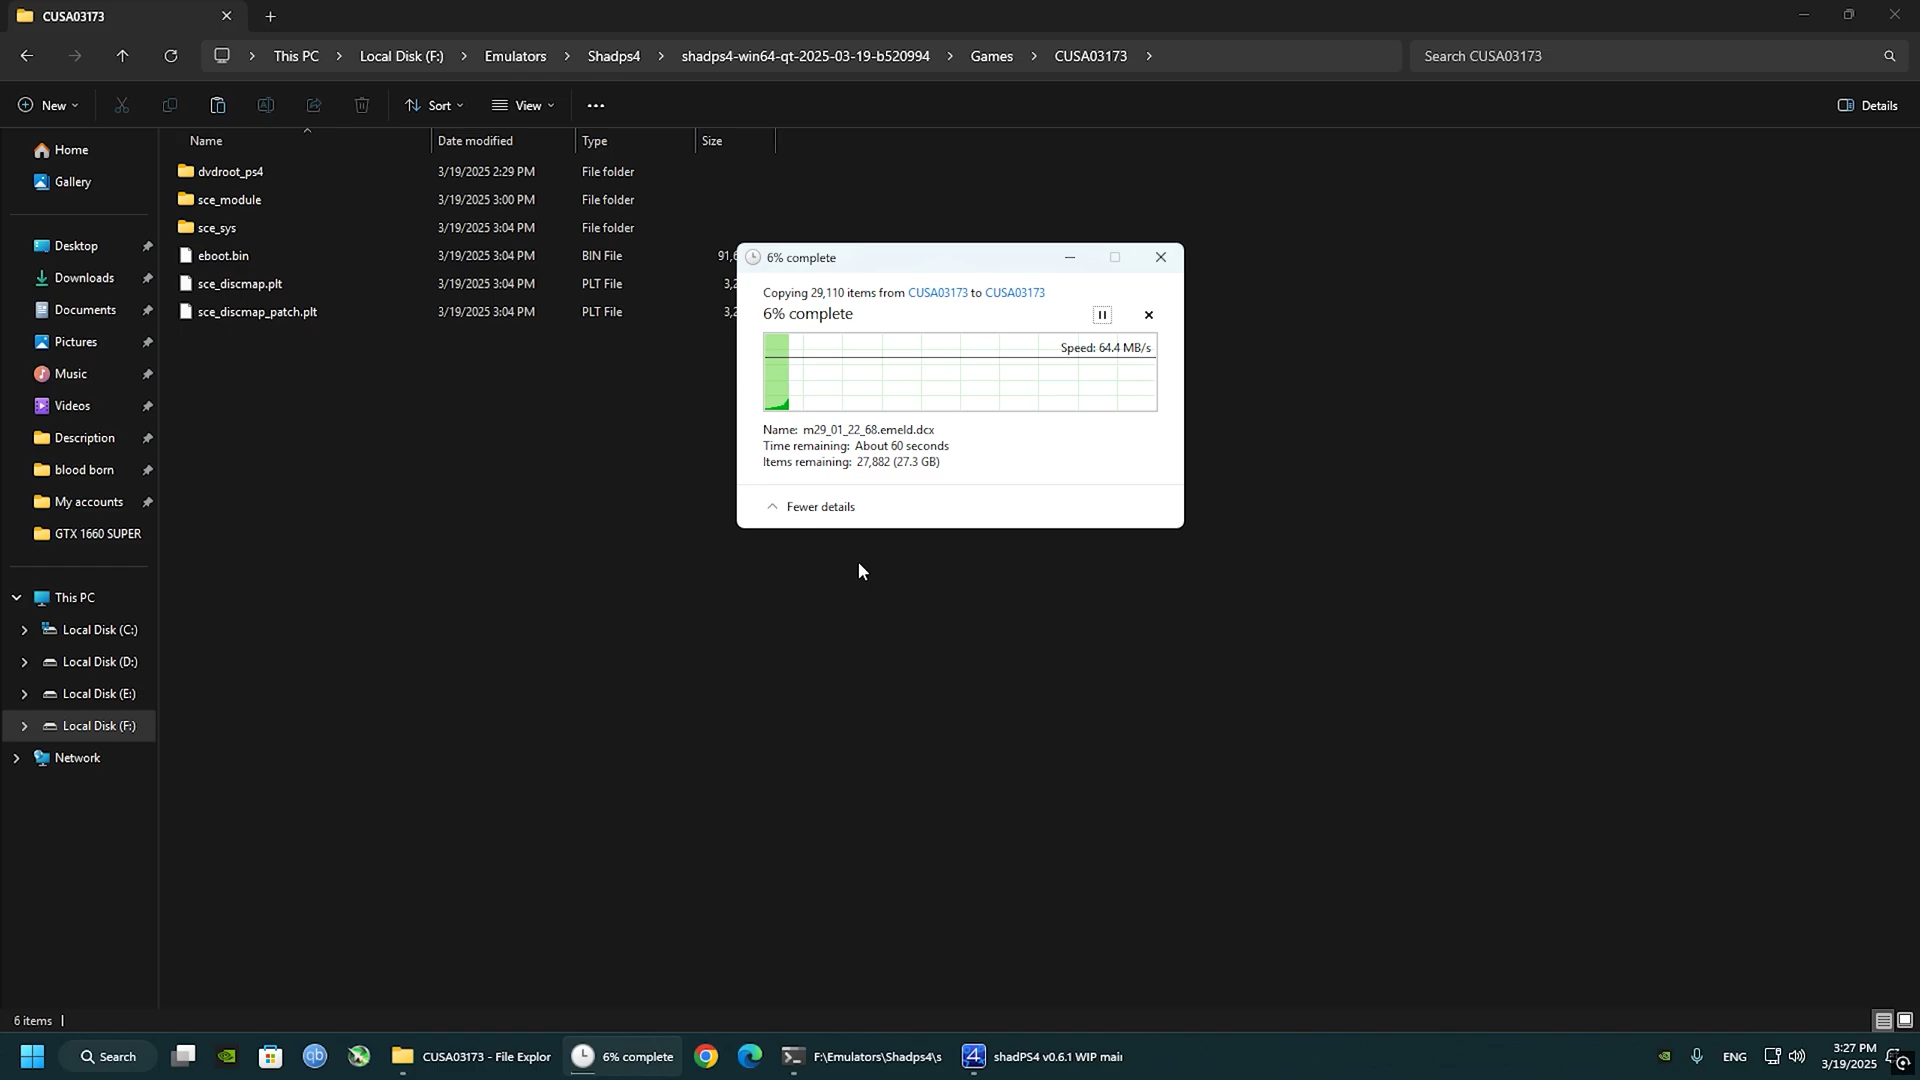 CUSA03173
This PC
Local Disk (F:)
Emulators
Shadps4
shadps4-win64-qt-2025-03-19-b520994
Games
CUSA03173
Search CUSA03173
New
Sort
View
Details
Name
Date modified
Type
Size
dvdroot_ps4 3/19/2025 2:29 PM File folder
sce_module 3/19/2025 3:00 PM File folder
sce_sys 3/19/2025 3:04 PM File folder
eboot.bin 3/19/2025 3:04 PM BIN File
sce_discmap.plt 3/19/2025 3:04 PM PLT File
sce_discmap_patch.plt 3/19/2025 3:04 PM PLT File
Home
Gallery
Desktop
Downloads
Documents
Pictures
Music
Videos
Description
blood born
My accounts
GTX 1660 SUPER
This PC
Local Disk (C:)
Local Disk (D:)
Local Disk (E:)
Local Disk (F:)
Network
6% complete
Copying 29,110 items from CUSA03173 to CUSA03173
6% complete
Speed: 64.4 MB/s
Name: m29_01_22_68.emeld.dcx
Time remaining: About 60 seconds
Items remaining: 27,882 (27.3 GB)
Fewer details
6 items
Search
qb
CUSA03173 - File Explor
6% complete
F:\Emulators\Shadps4\s
4
shadPS4 v0.6.1 WIP mai
ENG
3:27 PM
3/19/2025